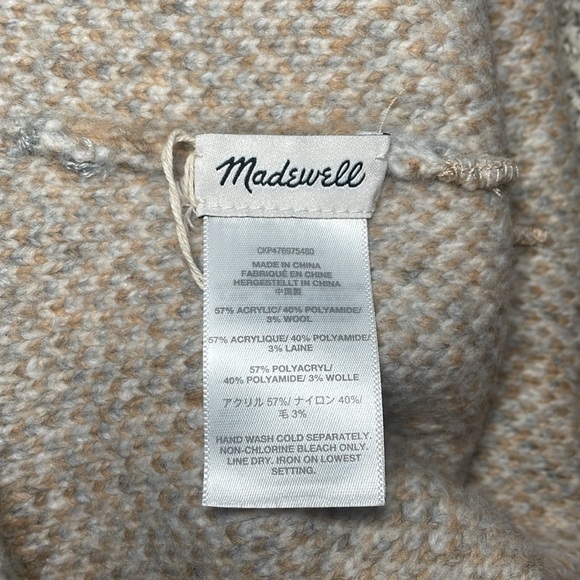 Madewell
CKP476975480
MADE IN CHINA
FABRIQUÉ EN CHINE
HERGESTELLT IN CHINA
中国製
57% ACRYLIC/ 40% POLYAMIDE/
3% WOOL
57% ACRYLIQUE/ 40% POLYAMIDE/
3% LAINE
57% POLYACRYL/
40% POLYAMIDE/ 3% WOLLE
アクリル 57%/ ナイロン 40%/
毛 3%
HAND WASH COLD SEPARATELY.
NON-CHLORINE BLEACH ONLY.
LINE DRY. IRON ON LOWEST
SETTING.